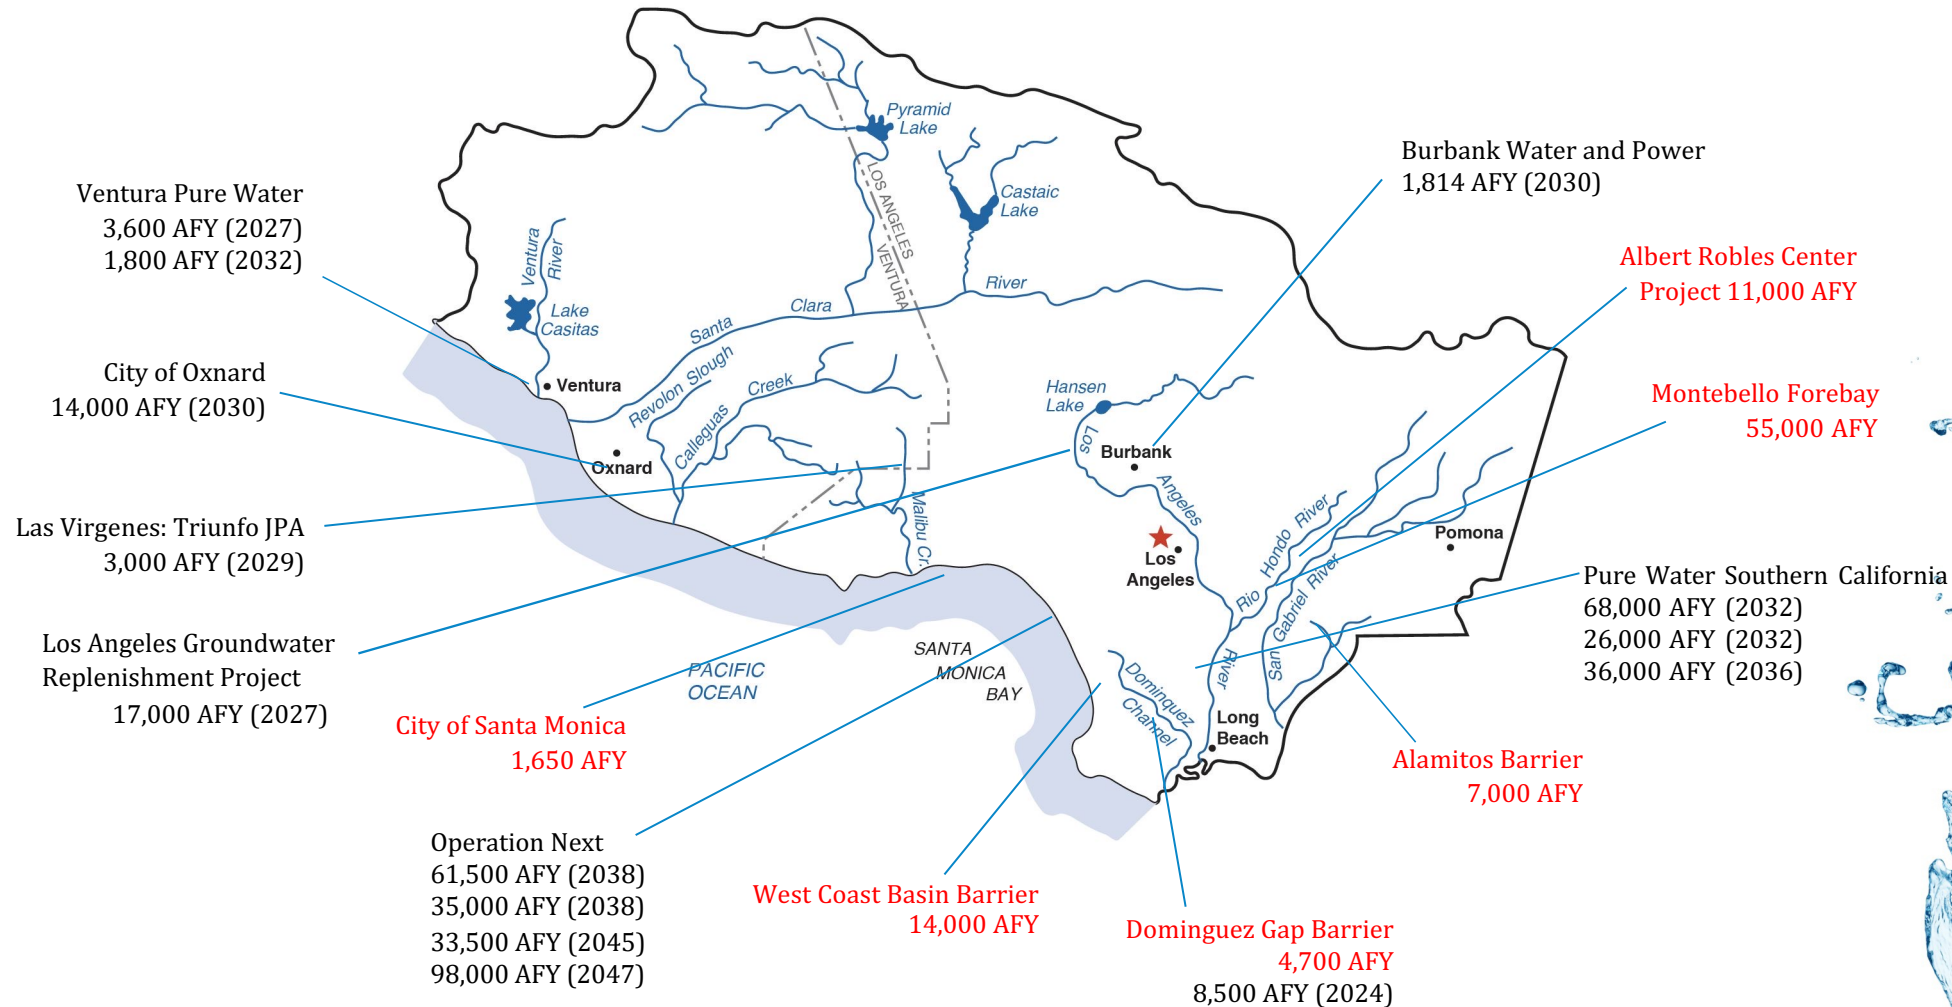 Ventura Pure Water
3,600 AFY (2027)
1,800 AFY (2032)
City of Oxnard
14,000 AFY (2030)
Las Virgenes: Triunfo JPA
3,000 AFY (2029)
Los Angeles Groundwater
Replenishment Project
17,000 AFY (2027)
City of Santa Monica
1,650 AFY
Operation Next
61,500 AFY (2038)
35,000 AFY (2038)
33,500 AFY (2045)
98,000 AFY (2047)
West Coast Basin Barrier
14,000 AFY
Dominguez Gap Barrier
4,700 AFY
8,500 AFY (2024)
Alamitos Barrier
7,000 AFY
Pure Water Southern California
68,000 AFY (2032)
26,000 AFY (2032)
36,000 AFY (2036)
Montebello Forebay
55,000 AFY
Albert Robles Center
Project 11,000 AFY
Burbank Water and Power
1,814 AFY (2030)
Pyramid
Lake
Castaic
Lake
LOS ANGELES
VENTURA
Ventura
River
Lake
Casitas
Santa
Clara
River
Revolon Slough
Calleguas
Creek
Ventura
Oxnard
Malibu Cr.
Hansen
Lake
Los
Angeles
River
Burbank
Los
Angeles
Rio
Hondo
River
San
Gabriel
River
Pomona
Dominquez
Channel
Long
Beach
PACIFIC
OCEAN
SANTA
MONICA
BAY